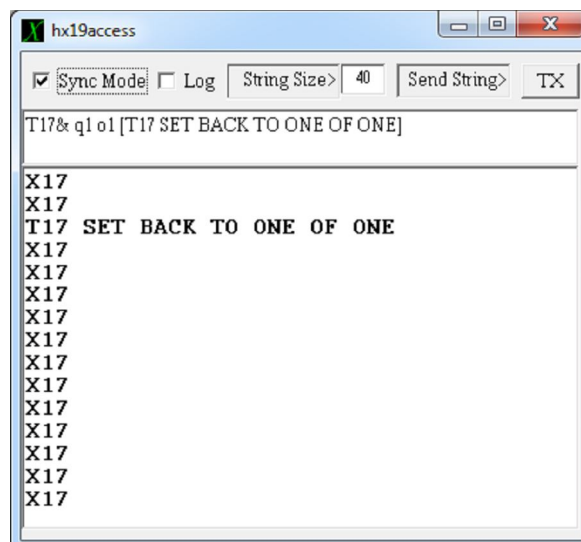 hx19access
Sync Mode Log String Size> 40 Send String> TX
T17& q1 o1 [T17 SET BACK TO ONE OF ONE]
X17
X17
T17 SET BACK TO ONE OF ONE
X17
X17
X17
X17
X17
X17
X17
X17
X17
X17
X17
X17